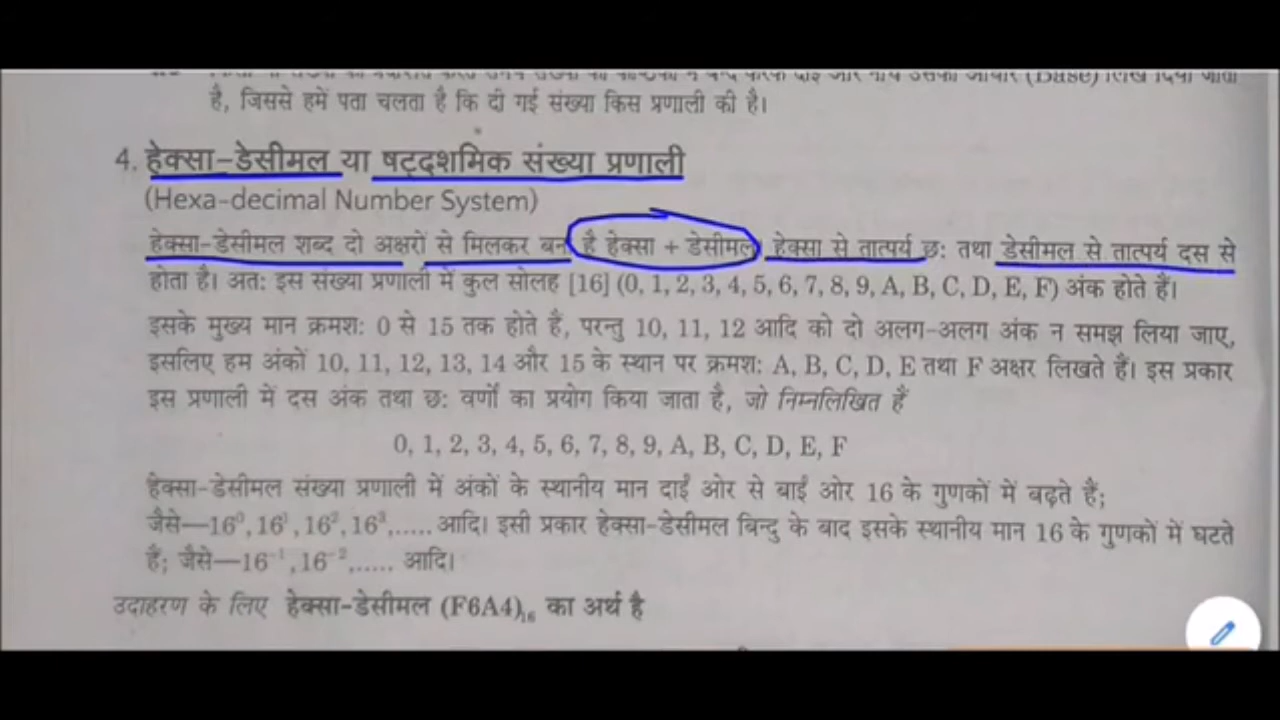 (Base) लिख दिया जाता
है, जिससे हमें पता चलता है कि दी गई संख्या किस प्रणाली की है।
4. हेक्सा-डेसीमल या षट्दशमिक संख्या प्रणाली
(Hexa-decimal Number System)
हेक्सा-डेसीमल शब्द दो अक्षरों से मिलकर बना है हेक्सा + डेसीमल। हेक्सा से तात्पर्य छः तथा डेसीमल से तात्पर्य दस से
होता है। अतः इस संख्या प्रणाली में कुल सोलह [16] (0, 1, 2, 3, 4, 5, 6, 7, 8, 9, A, B, C, D, E, F) अंक होते हैं।
इसके मुख्य मान क्रमशः 0 से 15 तक होते हैं, परन्तु 10, 11, 12 आदि को दो अलग-अलग अंक न समझ लिया जाए,
इसलिए हम अंकों 10, 11, 12, 13, 14 और 15 के स्थान पर क्रमशः A, B, C, D, E तथा F अक्षर लिखते हैं। इस प्रकार
इस प्रणाली में दस अंक तथा छः वर्णों का प्रयोग किया जाता है, जो निम्नलिखित हैं
0, 1, 2, 3, 4, 5, 6, 7, 8, 9, A, B, C, D, E, F
हेक्सा-डेसीमल संख्या प्रणाली में अंकों के स्थानीय मान दाईं ओर से बाईं ओर 16 के गुणकों में बढ़ते हैं;
जैसे—16⁰, 16¹, 16², 16³,..... आदि। इसी प्रकार हेक्सा-डेसीमल बिन्दु के बाद इसके स्थानीय मान 16 के गुणकों में घटते
हैं; जैसे—16⁻¹, 16⁻²,..... आदि।
उदाहरण के लिए हेक्सा-डेसीमल (F6A4)₁₆ का अर्थ है